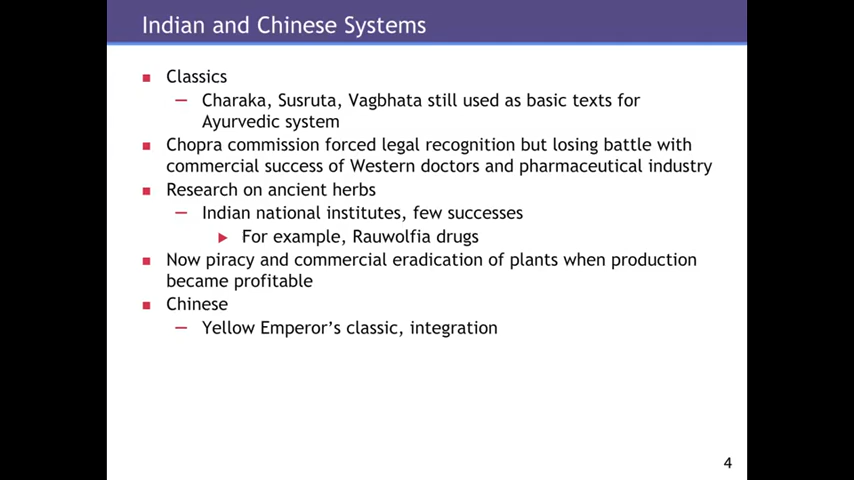 Indian and Chinese Systems
Classics
— Charaka, Susruta, Vagbhata still used as basic texts for
Ayurvedic system
Chopra commission forced legal recognition but losing battle with
commercial success of Western doctors and pharmaceutical industry
Research on ancient herbs
— Indian national institutes, few successes
For example, Rauwolfia drugs
Now piracy and commercial eradication of plants when production
became profitable
Chinese
— Yellow Emperor’s classic, integration
4